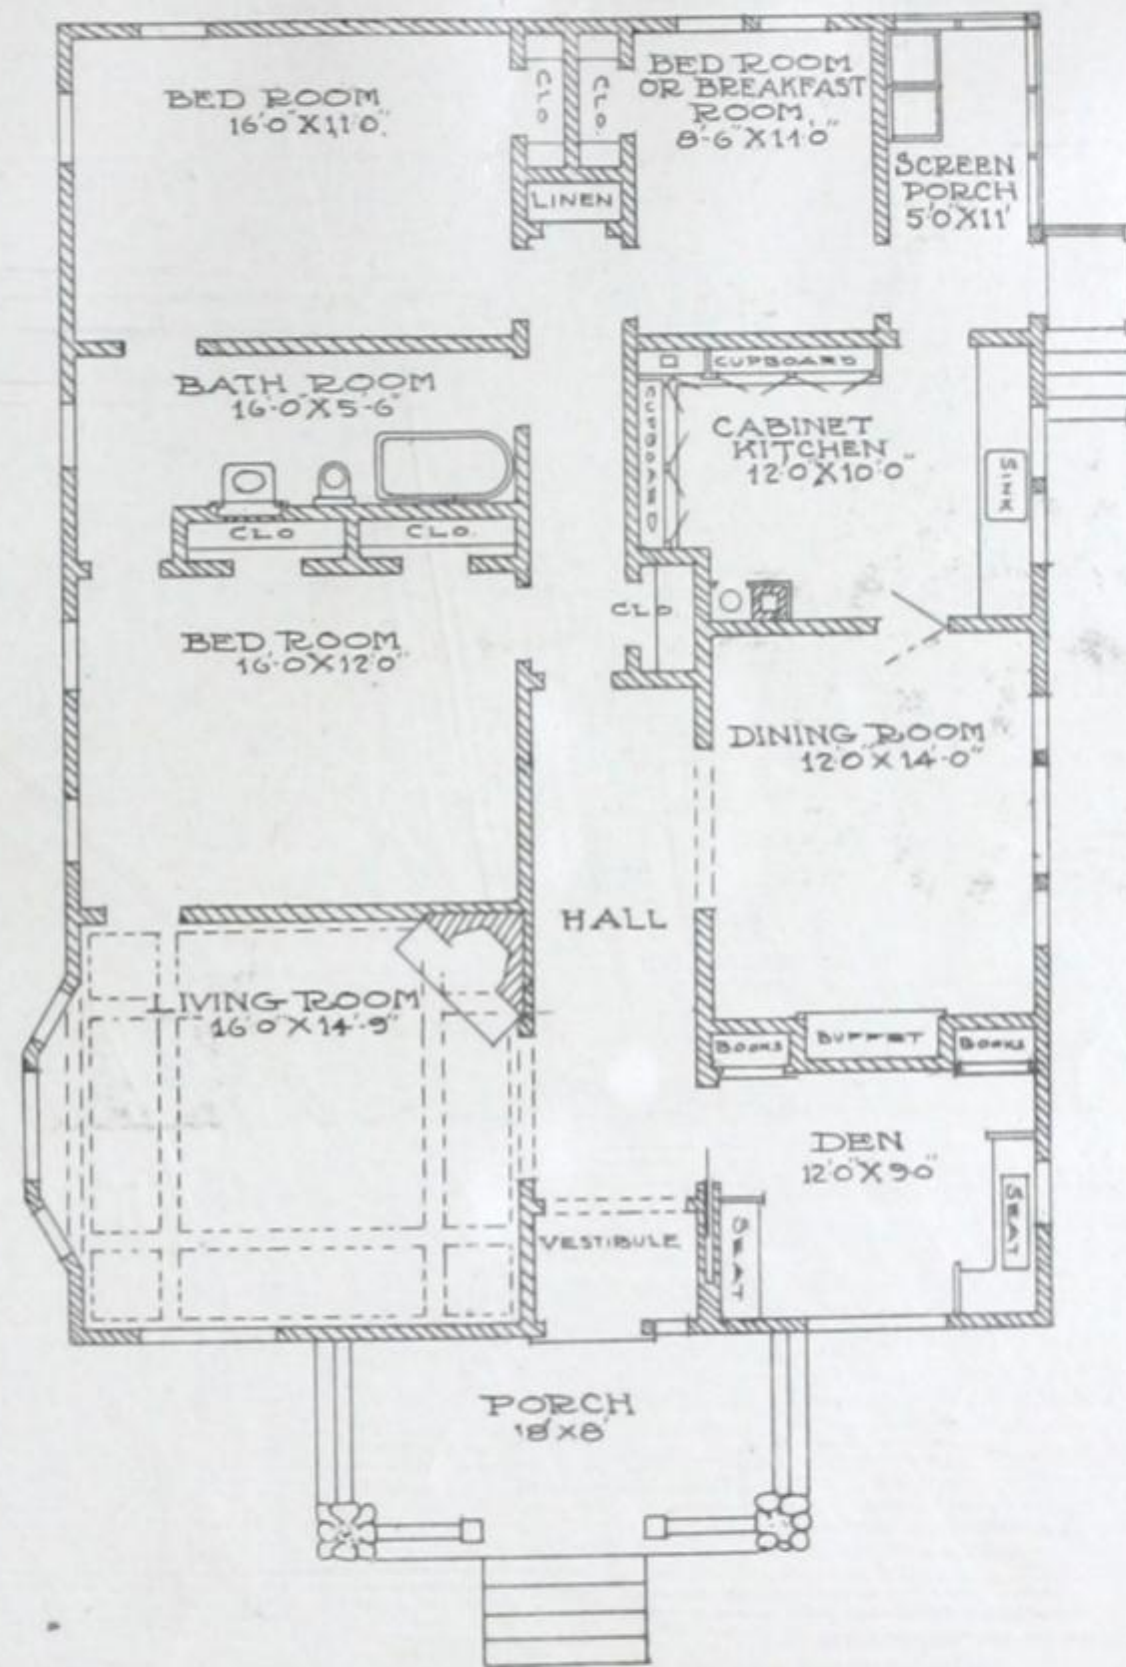 BED ROOM
16'0" X 11'0"
CLO
CLO.
LINEN
BED ROOM
OR BREAKFAST
ROOM
8'-6" X 11'0"
SCREEN
PORCH
5'0" X 11'
BATH ROOM
16'-0" X 5'-6"
CUPBOARD
CUPBOARD
CABINET
KITCHEN
12'0" X 10'0"
SINK
CLO
CLO.
BED ROOM
16'-0" X 12'0"
CLO
DINING ROOM
12'0" X 14'-0"
HALL
LIVING ROOM
16'0" X 14'-9"
BOOKS
BUFFET
BOOKS
DEN
12'0" X 9'0"
SEAT
SEAT
VESTIBULE
PORCH
18' X 8'